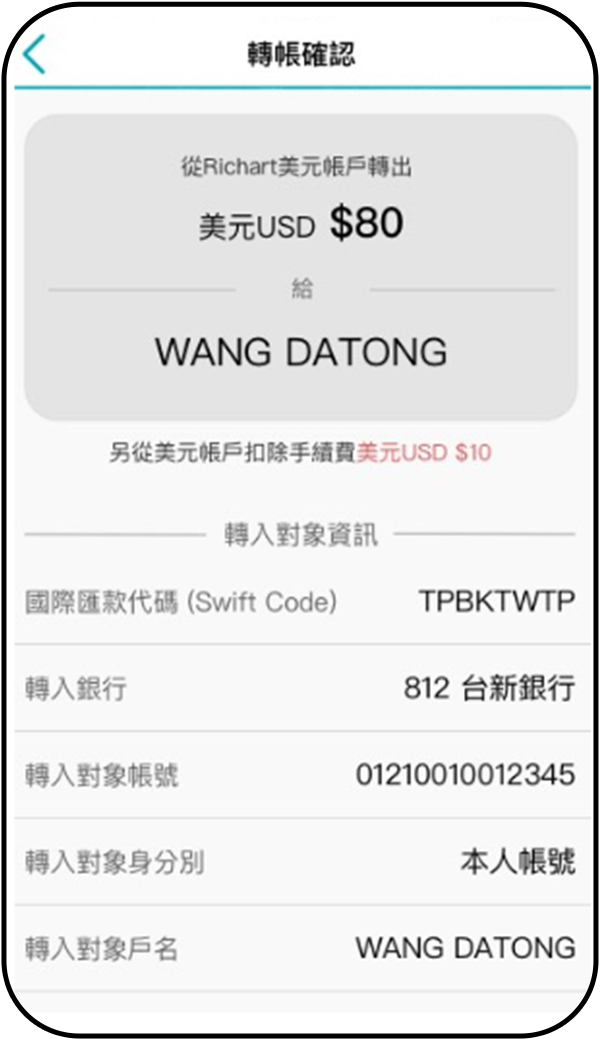 轉帳確認
從Richart美元帳戶轉出
美元USD $80
給
WANG DATONG
另從美元帳戶扣除手續費美元USD $10
轉入對象資訊
國際匯款代碼 (Swift Code) TPBKTWTP
轉入銀行 812 台新銀行
轉入對象帳號 01210010012345
轉入對象身分別 本人帳號
轉入對象戶名 WANG DATONG